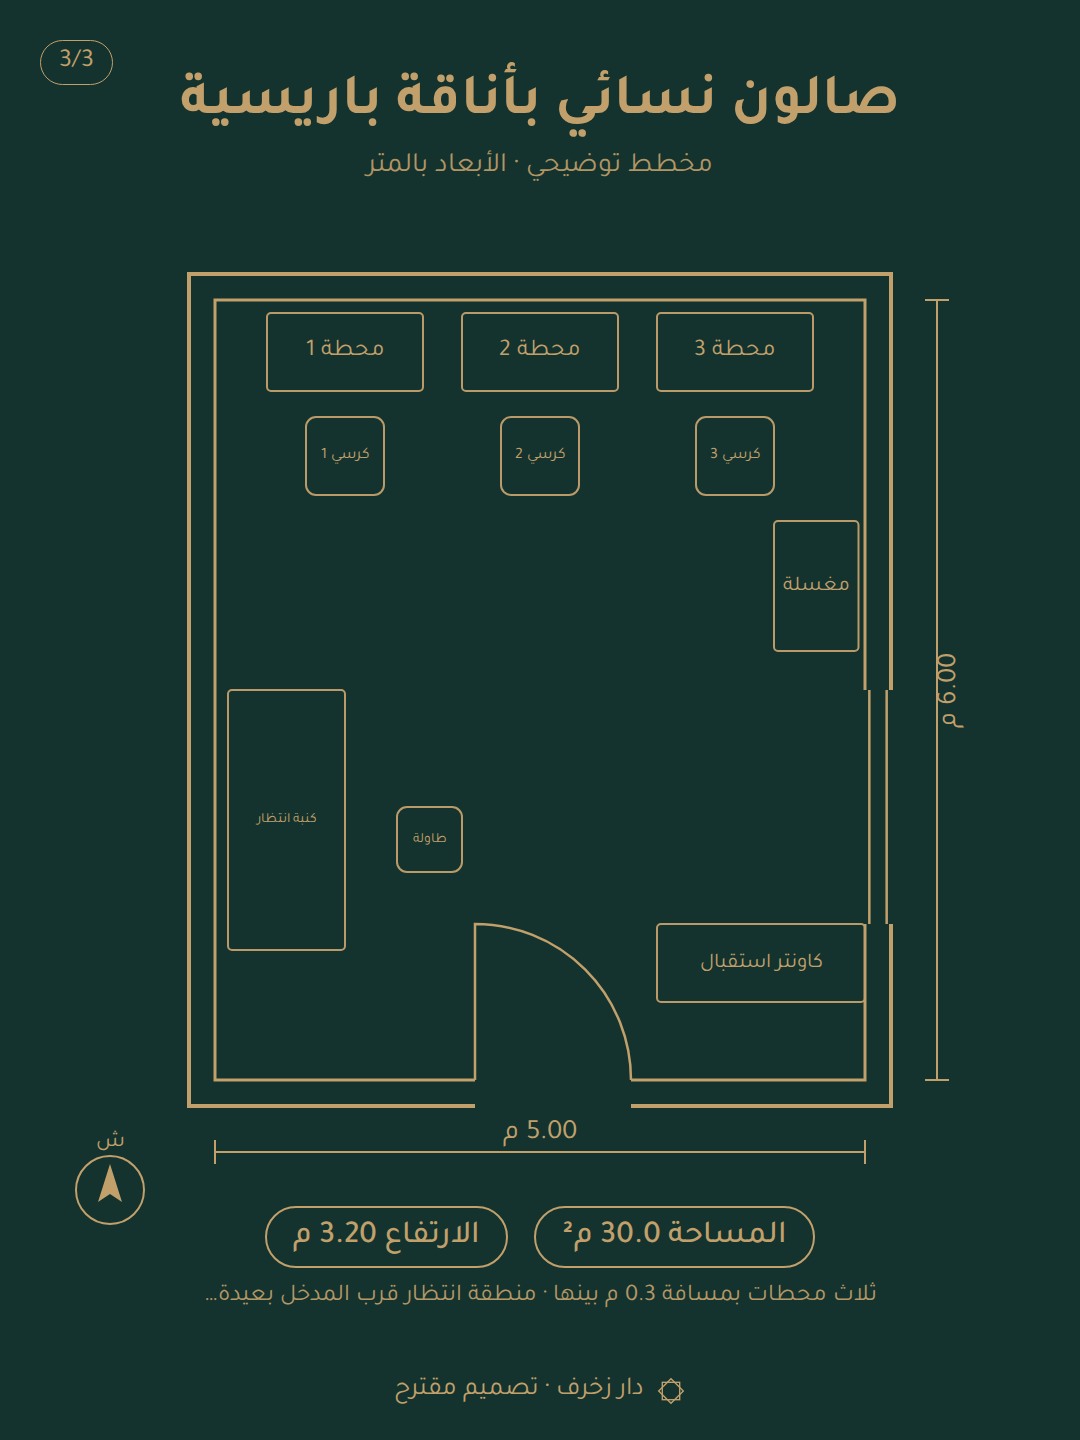 3/3
صالون نسائي بأناقة باريسية
مخطط توضيحي · الأبعاد بالمتر
محطة 1
محطة 2
محطة 3
كرسي 1
كرسي 2
كرسي 3
مغسلة
6.00 م
كنبة انتظار
طاولة
كاونتر استقبال
5.00 م
ش
المساحة 30.0 م²
الارتفاع 3.20 م
ثلاث محطات بمسافة 0.3 م بينها · منطقة انتظار قرب المدخل بعيدة…
دار زخرف · تصميم مقترح